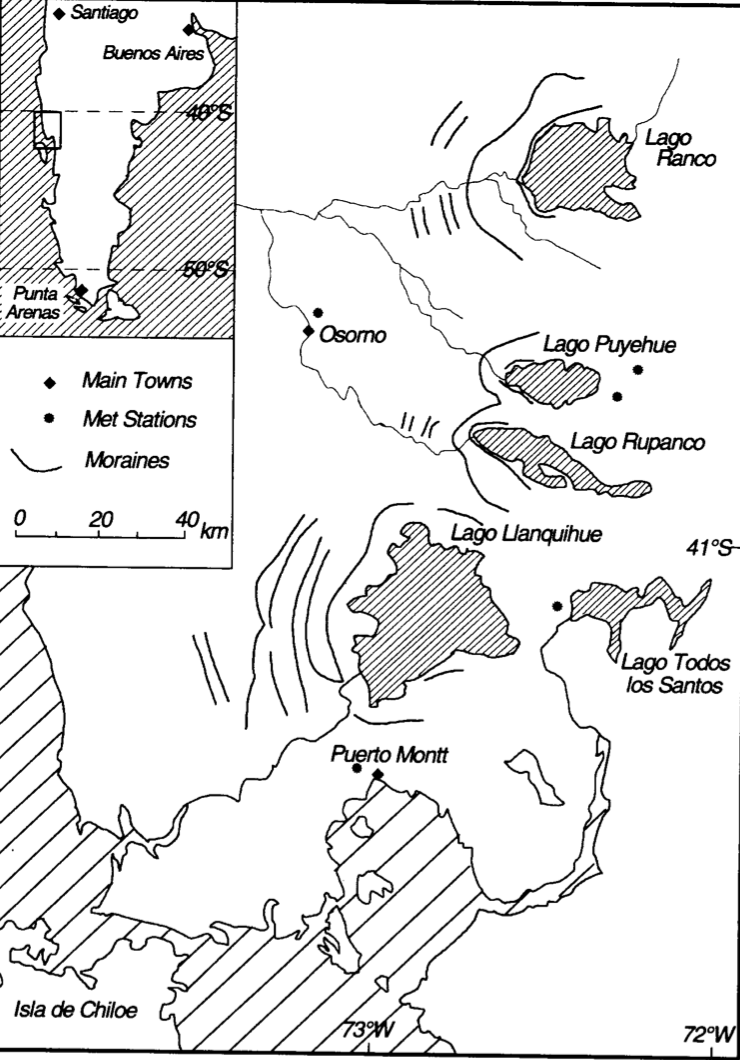 Santiago
Buenos Aires
40°S
50°S
Punta
Arenas
Main Towns
Met Stations
Moraines
0 20 40 km
Lago
Ranco
Osorno
Lago Puyehue
Lago Rupanco
Lago Llanquihue
41°S
Lago Todos
los Santos
Puerto Montt
Isla de Chiloe
73°W
72°W